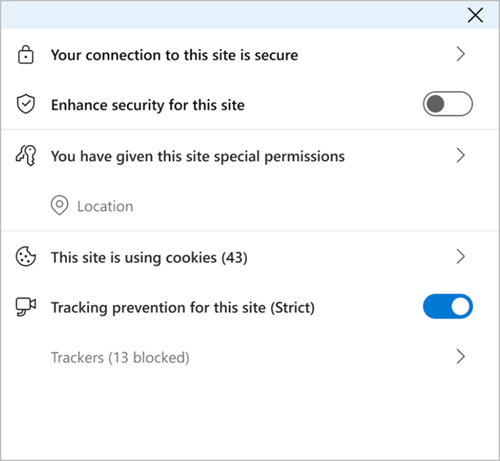 Your connection to this site is secure
Enhance security for this site
You have given this site special permissions
Location
This site is using cookies (43)
Tracking prevention for this site (Strict)
Trackers (13 blocked)